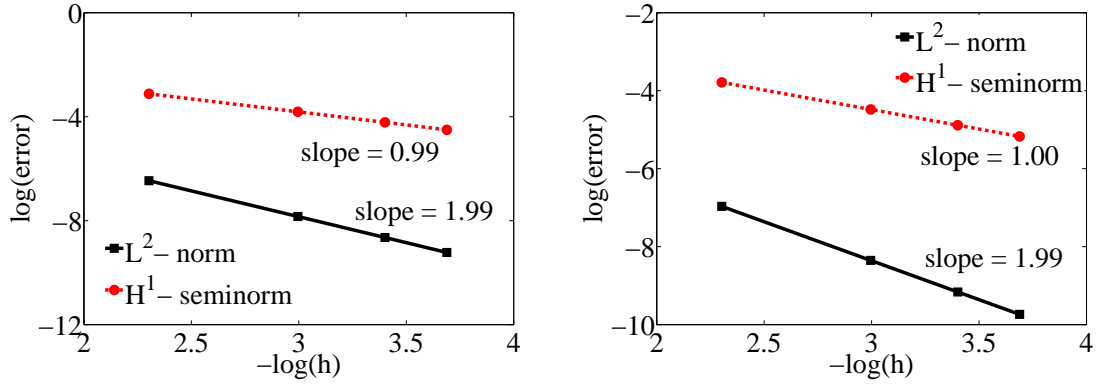 0
−4
−8
−12
log(error)
slope = 0.99
slope = 1.99
L²− norm
H¹− seminorm
2
2.5
3
3.5
4
−log(h)
−2
−4
−6
−8
−10
log(error)
L²− norm
H¹− seminorm
slope = 1.00
slope = 1.99
2
2.5
3
3.5
4
−log(h)